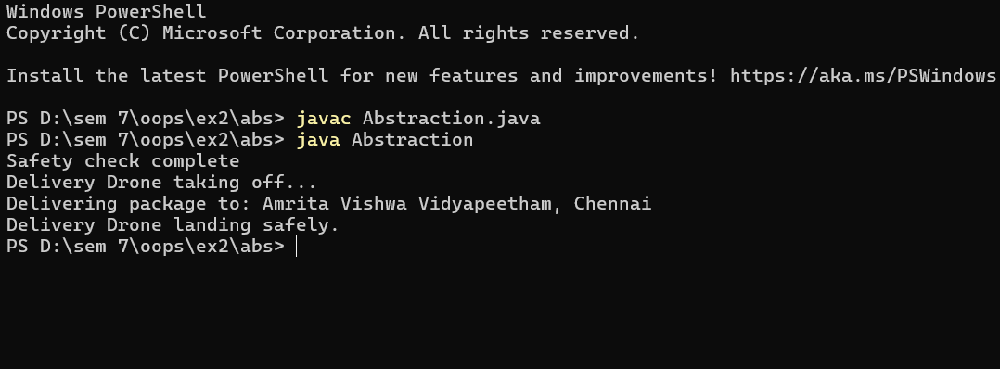 Windows PowerShell
Copyright (C) Microsoft Corporation. All rights reserved.
Install the latest PowerShell for new features and improvements! https://aka.ms/PSWindows
PS D:\sem 7\oops\ex2\abs> javac Abstraction.java
PS D:\sem 7\oops\ex2\abs> java Abstraction
Safety check complete
Delivery Drone taking off...
Delivering package to: Amrita Vishwa Vidyapeetham, Chennai
Delivery Drone landing safely.
PS D:\sem 7\oops\ex2\abs>